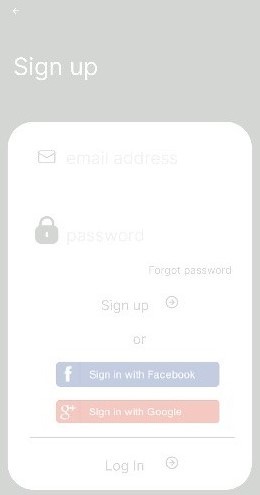 Sign up
email address
password
Forgot password
Sign up
or
f Sign in with Facebook
g+ Sign in with Google
Log In